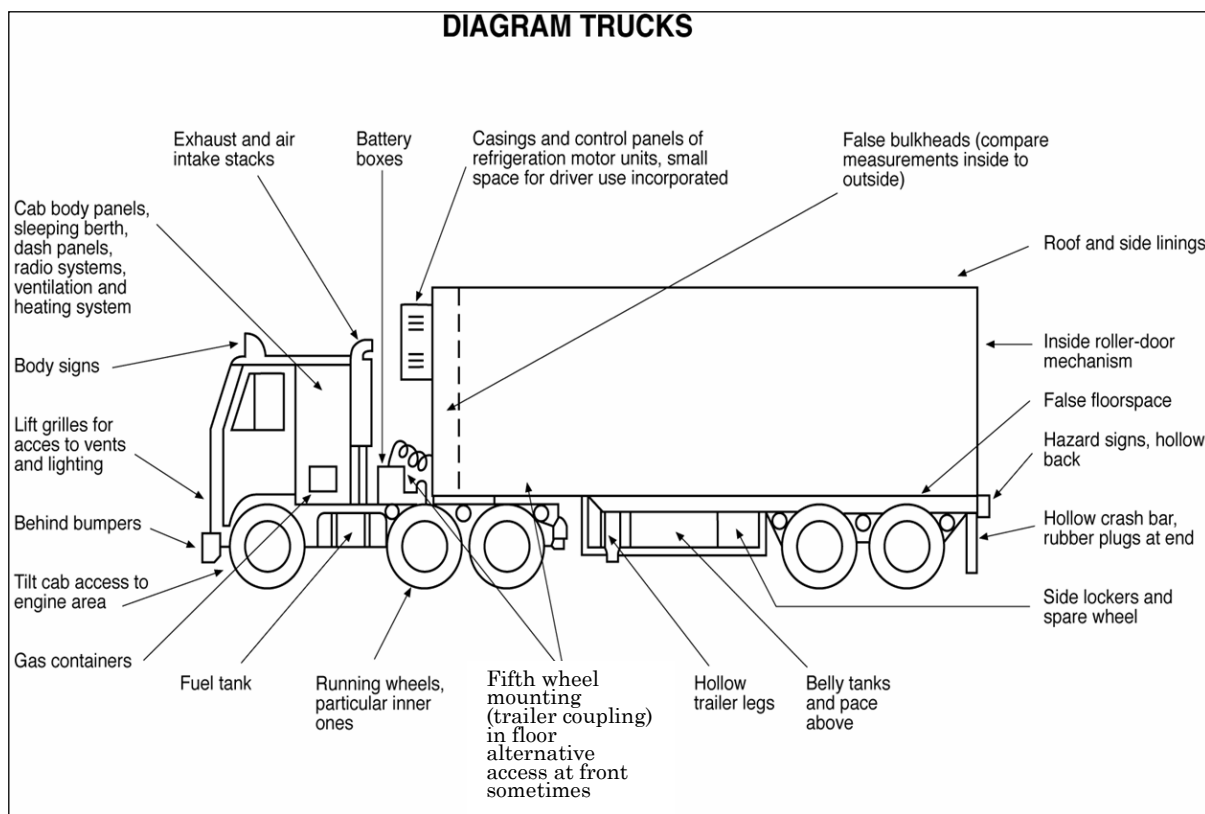 DIAGRAM TRUCKS
Exhaust and air
intake stacks
Battery
boxes
Casings and control panels of
refrigeration motor units, small
space for driver use incorporated
False bulkheads (compare
measurements inside to
outside)
Cab body panels,
sleeping berth,
dash panels,
radio systems,
ventilation and
heating system
Roof and side linings
Body signs
Inside roller-door
mechanism
Lift grilles for
acces to vents
and lighting
False floorspace
Hazard signs, hollow
back
Behind bumpers
Hollow crash bar,
rubber plugs at end
Tilt cab access to
engine area
Side lockers and
spare wheel
Gas containers
Fuel tank
Running wheels,
particular inner
ones
Fifth wheel
mounting
(trailer coupling)
in floor
alternative
access at front
sometimes
Hollow
trailer legs
Belly tanks
and pace
above